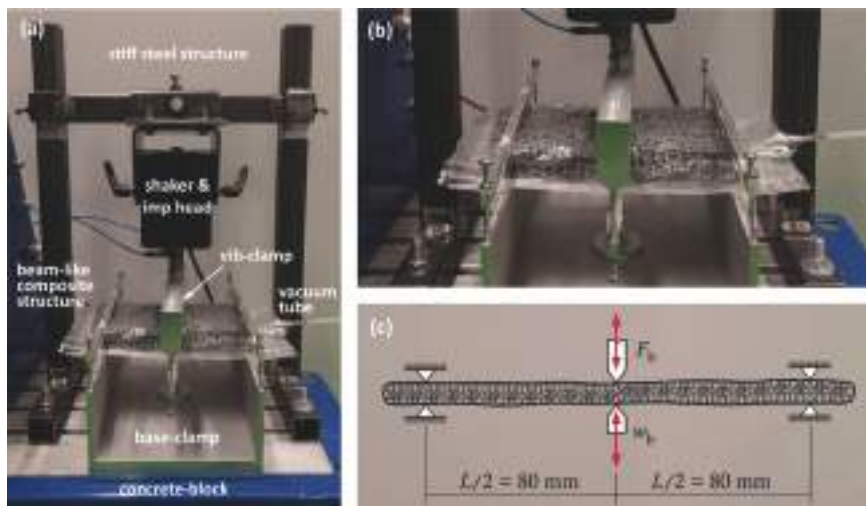 (a)
stiff steel structure
shaker &
imp head
vib-clamp
beam-like
composite
structure
vacuum
tube
base-clamp
concrete-block
(b)
(c)
F_b
w_b
L/2 = 80 mm
L/2 = 80 mm